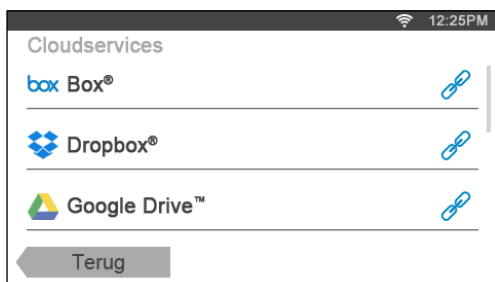 12:25PM
Cloudservices
box Box®
Dropbox®
Google Drive™
Terug